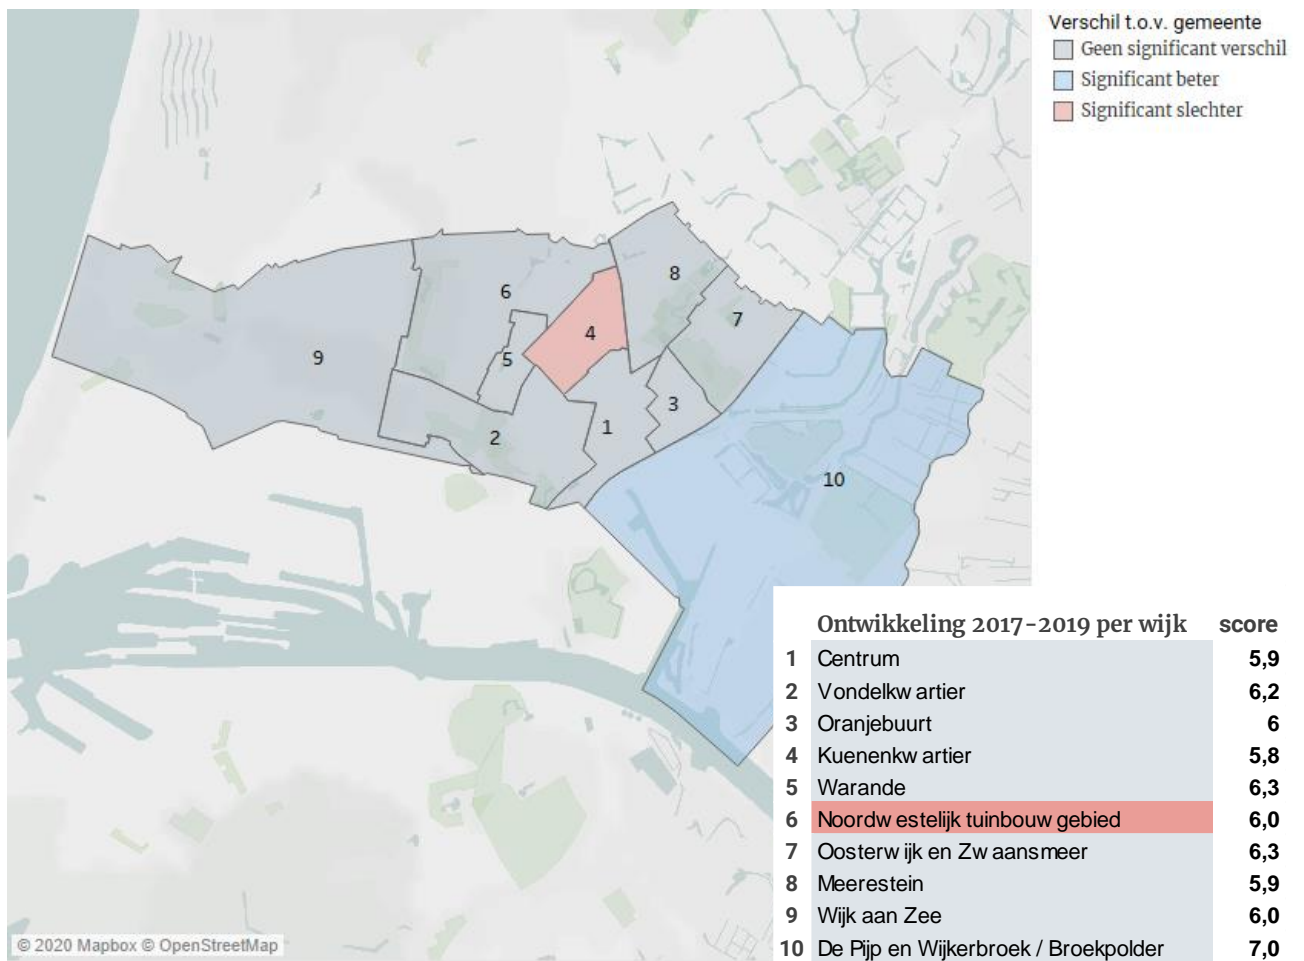 Verschil t.o.v. gemeente
Geen significant verschil
Significant beter
Significant slechter
8
6
7
4
5
9
3
1
2
10
Ontwikkeling 2017-2019 per wijk score
1 Centrum 5,9
2 Vondelkw artier 6,2
3 Oranjebuurt 6
4 Kuenenkw artier 5,8
5 Warande 6,3
6 Noordw estelijk tuinbouw gebied 6,0
7 Oosterw ijk en Zw aansmeer 6,3
8 Meerestein 5,9
9 Wijk aan Zee 6,0
10 De Pijp en Wijkerbroek / Broekpolder 7,0
© 2020 Mapbox © OpenStreetMap